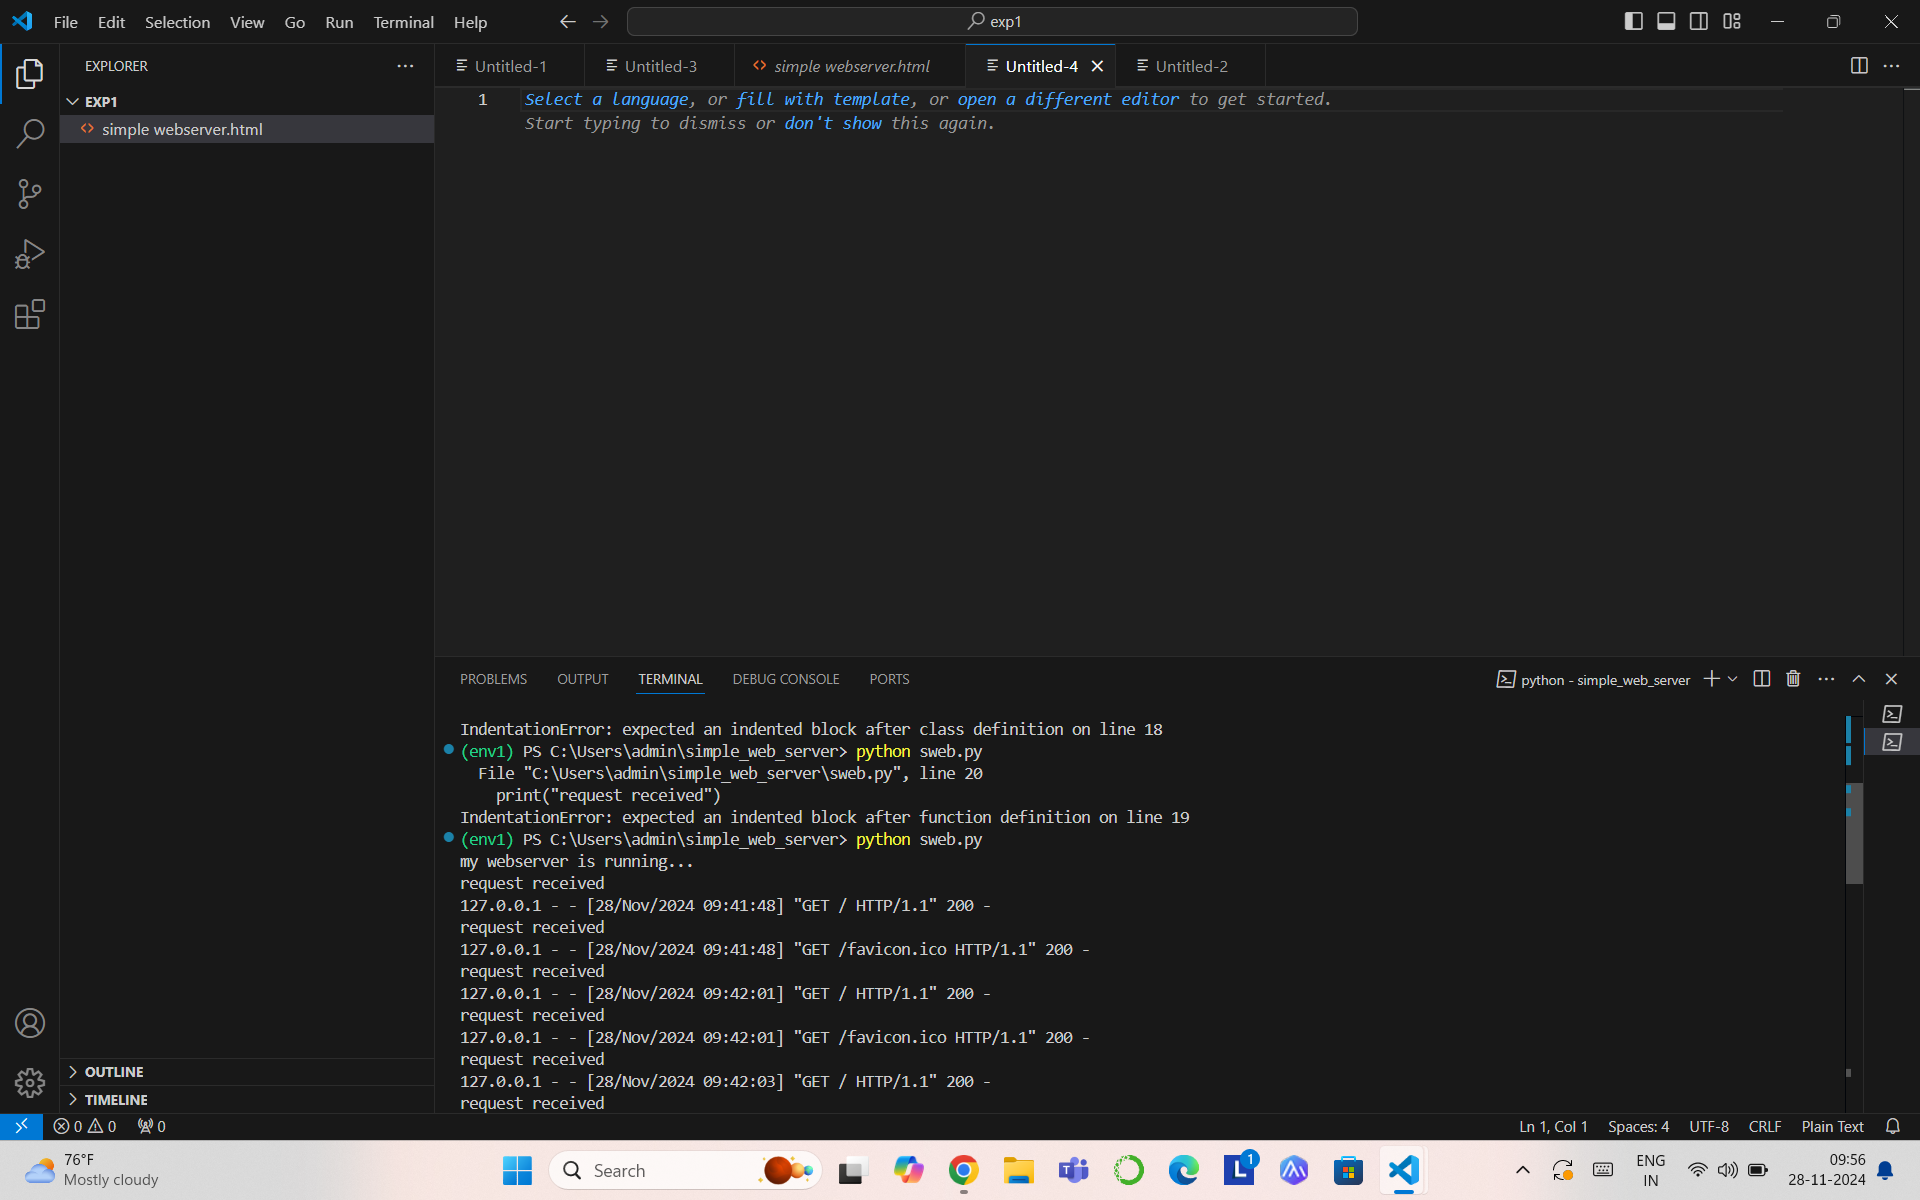 File Edit Selection View Go Run Terminal Help
exp1
EXPLORER
Untitled-1
Untitled-3
simple webserver.html
Untitled-4
Untitled-2
EXP1
simple webserver.html
1 Select a language, or fill with template, or open a different editor to get started.
Start typing to dismiss or don't show this again.
PROBLEMS OUTPUT TERMINAL DEBUG CONSOLE PORTS
python - simple_web_server
IndentationError: expected an indented block after class definition on line 18
(env1) PS C:\Users\admin\simple_web_server> python sweb.py
File "C:\Users\admin\simple_web_server\sweb.py", line 20
print("request received")
IndentationError: expected an indented block after function definition on line 19
(env1) PS C:\Users\admin\simple_web_server> python sweb.py
my webserver is running...
request received
127.0.0.1 - - [28/Nov/2024 09:41:48] "GET / HTTP/1.1" 200 -
request received
127.0.0.1 - - [28/Nov/2024 09:41:48] "GET /favicon.ico HTTP/1.1" 200 -
request received
127.0.0.1 - - [28/Nov/2024 09:42:01] "GET / HTTP/1.1" 200 -
request received
127.0.0.1 - - [28/Nov/2024 09:42:01] "GET /favicon.ico HTTP/1.1" 200 -
request received
127.0.0.1 - - [28/Nov/2024 09:42:03] "GET / HTTP/1.1" 200 -
request received
OUTLINE
TIMELINE
0 0 0
Ln 1, Col 1 Spaces: 4 UTF-8 CRLF Plain Text
76°F
Mostly cloudy
Search
L 1
ENG
IN
09:56
28-11-2024